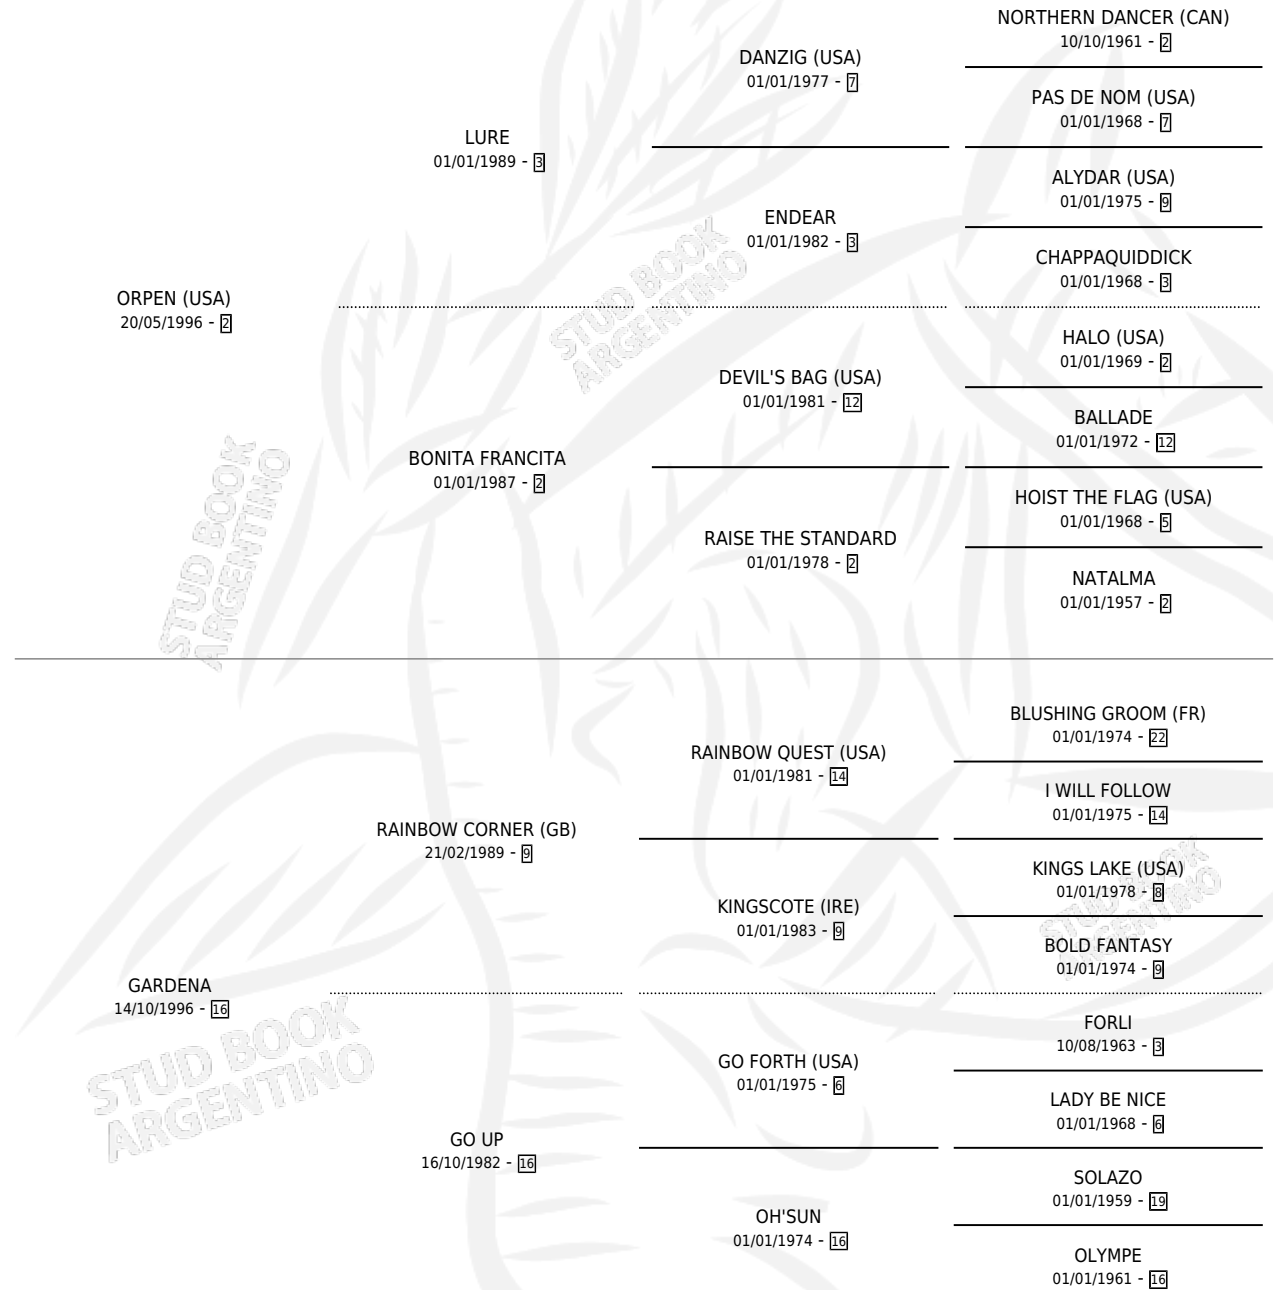 NORTHERN DANCER (CAN)
10/10/1961 - 2
DANZIG (USA)
01/01/1977 - 7
PAS DE NOM (USA)
01/01/1968 - 7
LURE
01/01/1989 - 3
ALYDAR (USA)
01/01/1975 - 9
ENDEAR
01/01/1982 - 3
CHAPPAQUIDDICK
01/01/1968 - 3
ORPEN (USA)
20/05/1996 - 2
HALO (USA)
01/01/1969 - 2
DEVIL'S BAG (USA)
01/01/1981 - 12
BALLADE
01/01/1972 - 12
BONITA FRANCITA
01/01/1987 - 2
HOIST THE FLAG (USA)
01/01/1968 - 5
RAISE THE STANDARD
01/01/1978 - 2
NATALMA
01/01/1957 - 2
BLUSHING GROOM (FR)
01/01/1974 - 22
RAINBOW QUEST (USA)
01/01/1981 - 14
I WILL FOLLOW
01/01/1975 - 14
RAINBOW CORNER (GB)
21/02/1989 - 9
KINGS LAKE (USA)
01/01/1978 - 8
KINGSCOTE (IRE)
01/01/1983 - 9
BOLD FANTASY
01/01/1974 - 9
GARDENA
14/10/1996 - 16
FORLI
10/08/1963 - 3
GO FORTH (USA)
01/01/1975 - 6
LADY BE NICE
01/01/1968 - 6
GO UP
16/10/1982 - 16
SOLAZO
01/01/1959 - 19
OH'SUN
01/01/1974 - 16
OLYMPE
01/01/1961 - 16
STUD BOOK
ARGENTINO
STUD BOOK
ARGENTINO
STUD BOOK
ARGENTINO
STUD BOOK
ARGENTINO